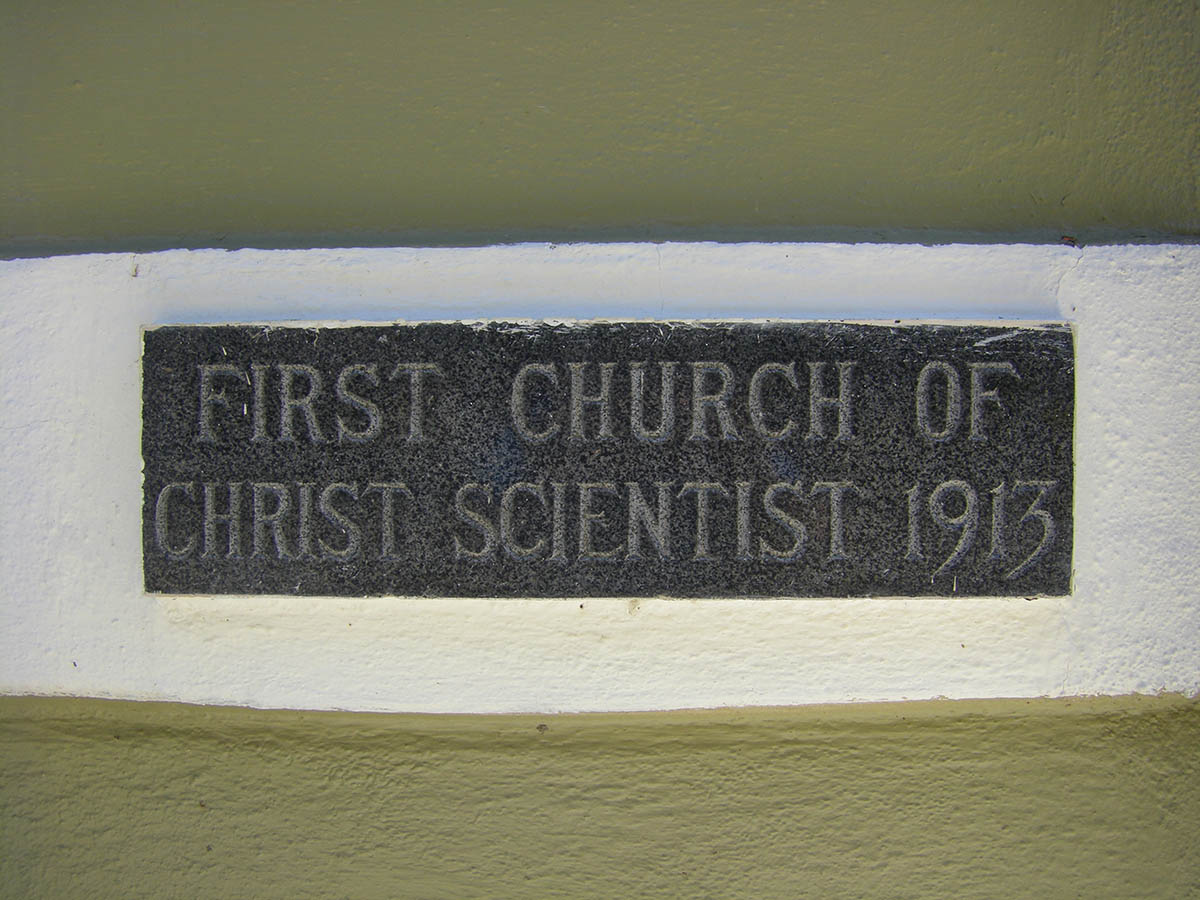 FIRST CHURCH OF
CHRIST SCIENTIST 1913